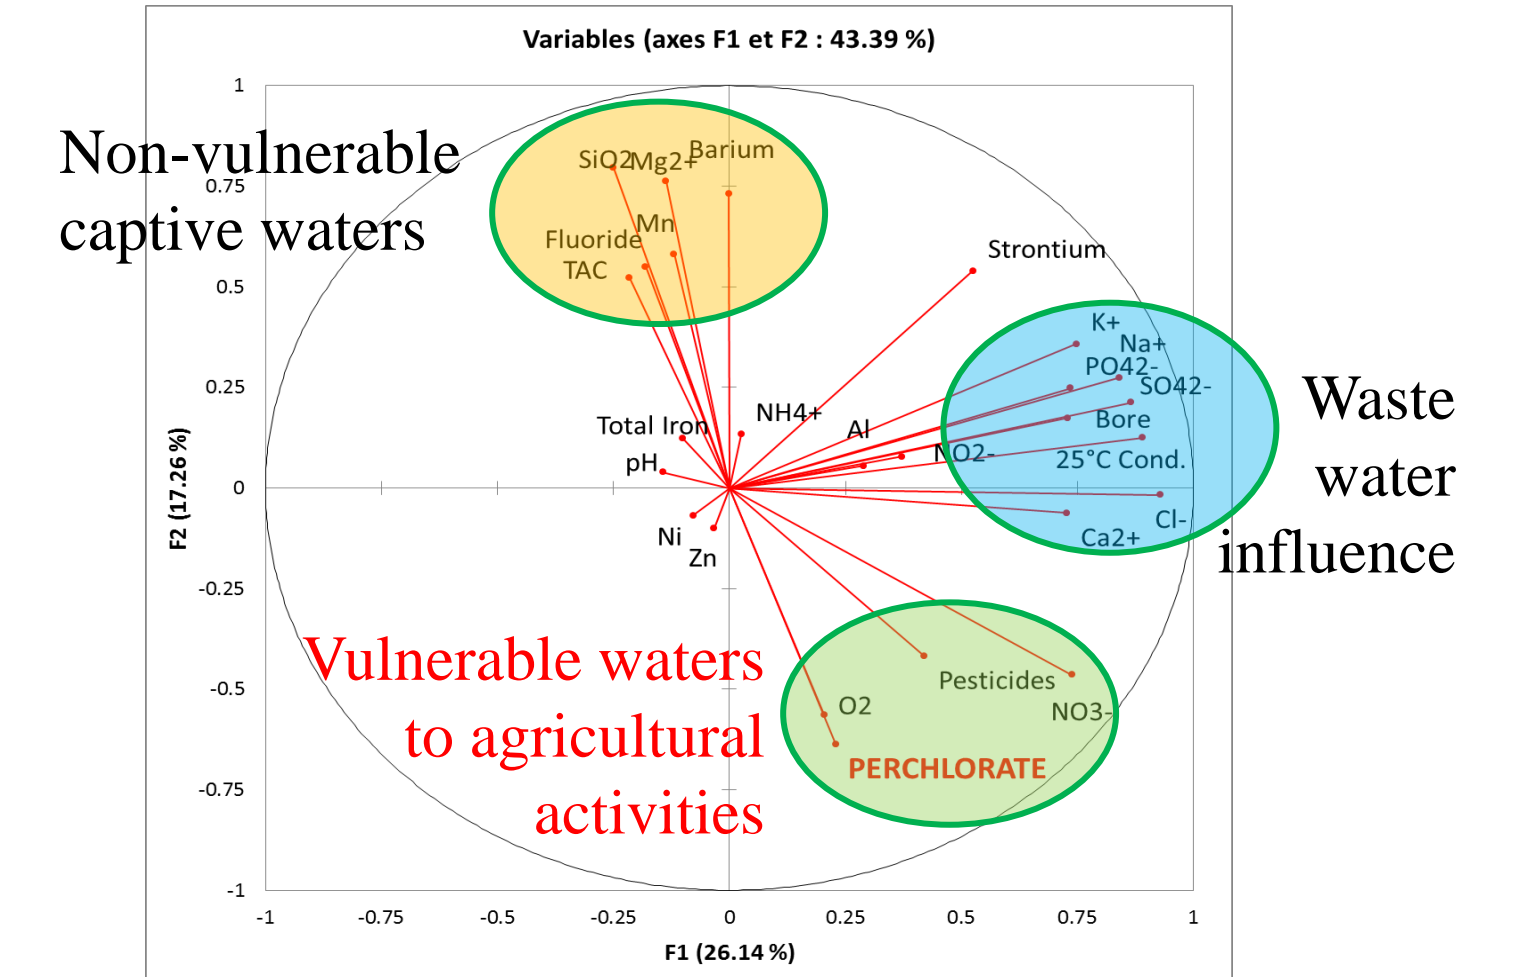 Variables (axes F1 et F2 : 43.39 %)
Non-vulnerable
captive waters
Waste
water
influence
Vulnerable waters
to agricultural
activities
SiO2
Mg2+
Barium
Mn
Fluoride
TAC
Strontium
K+
Na+
PO42-
SO42-
Bore
25°C Cond.
Cl-
Ca2+
NH4+
Al
NO2-
Total Iron
pH
Ni
Zn
Pesticides
NO3-
O2
PERCHLORATE
F2 (17.26 %)
1
0.75
0.5
0.25
0
-0.25
-0.5
-0.75
-1
-1 -0.75 -0.5 -0.25 0 0.25 0.5 0.75 1
F1 (26.14 %)